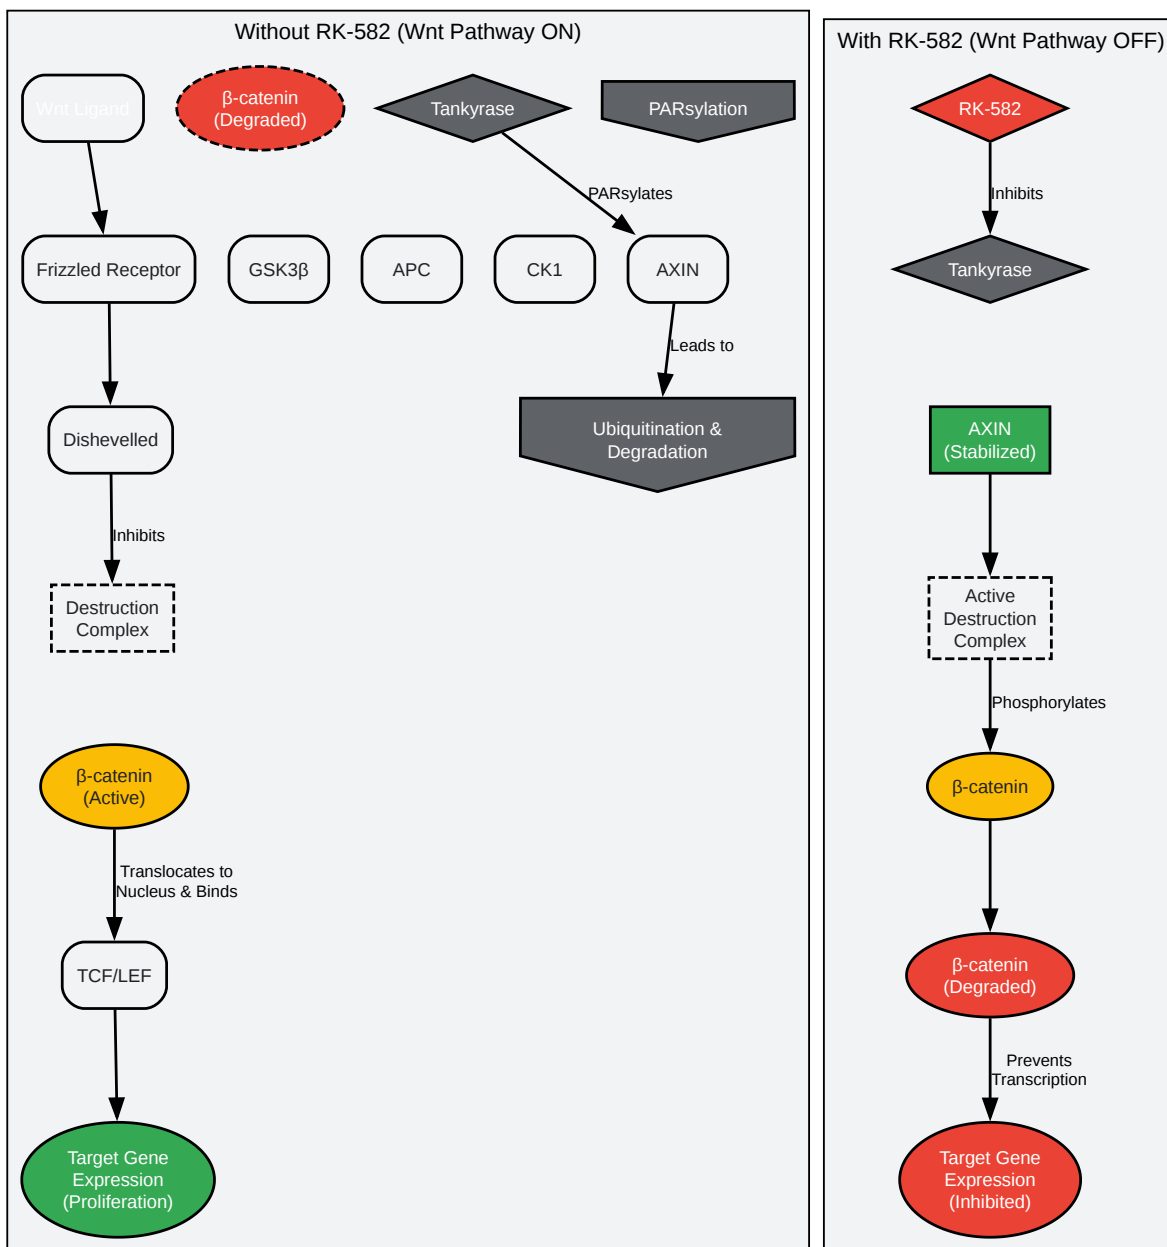 Without RK-582 (Wnt Pathway ON)
Wnt Ligand
β-catenin
(Degraded)
Tankyrase
PARsylation
PARsylates
Frizzled Receptor
GSK3β
APC
CK1
AXIN
Leads to
Dishevelled
Ubiquitination &
Degradation
Inhibits
Destruction
Complex
β-catenin
(Active)
Translocates to
Nucleus & Binds
TCF/LEF
Target Gene
Expression
(Proliferation)
With RK-582 (Wnt Pathway OFF)
RK-582
Inhibits
Tankyrase
AXIN
(Stabilized)
Active
Destruction
Complex
Phosphorylates
β-catenin
β-catenin
(Degraded)
Prevents
Transcription
Target Gene
Expression
(Inhibited)